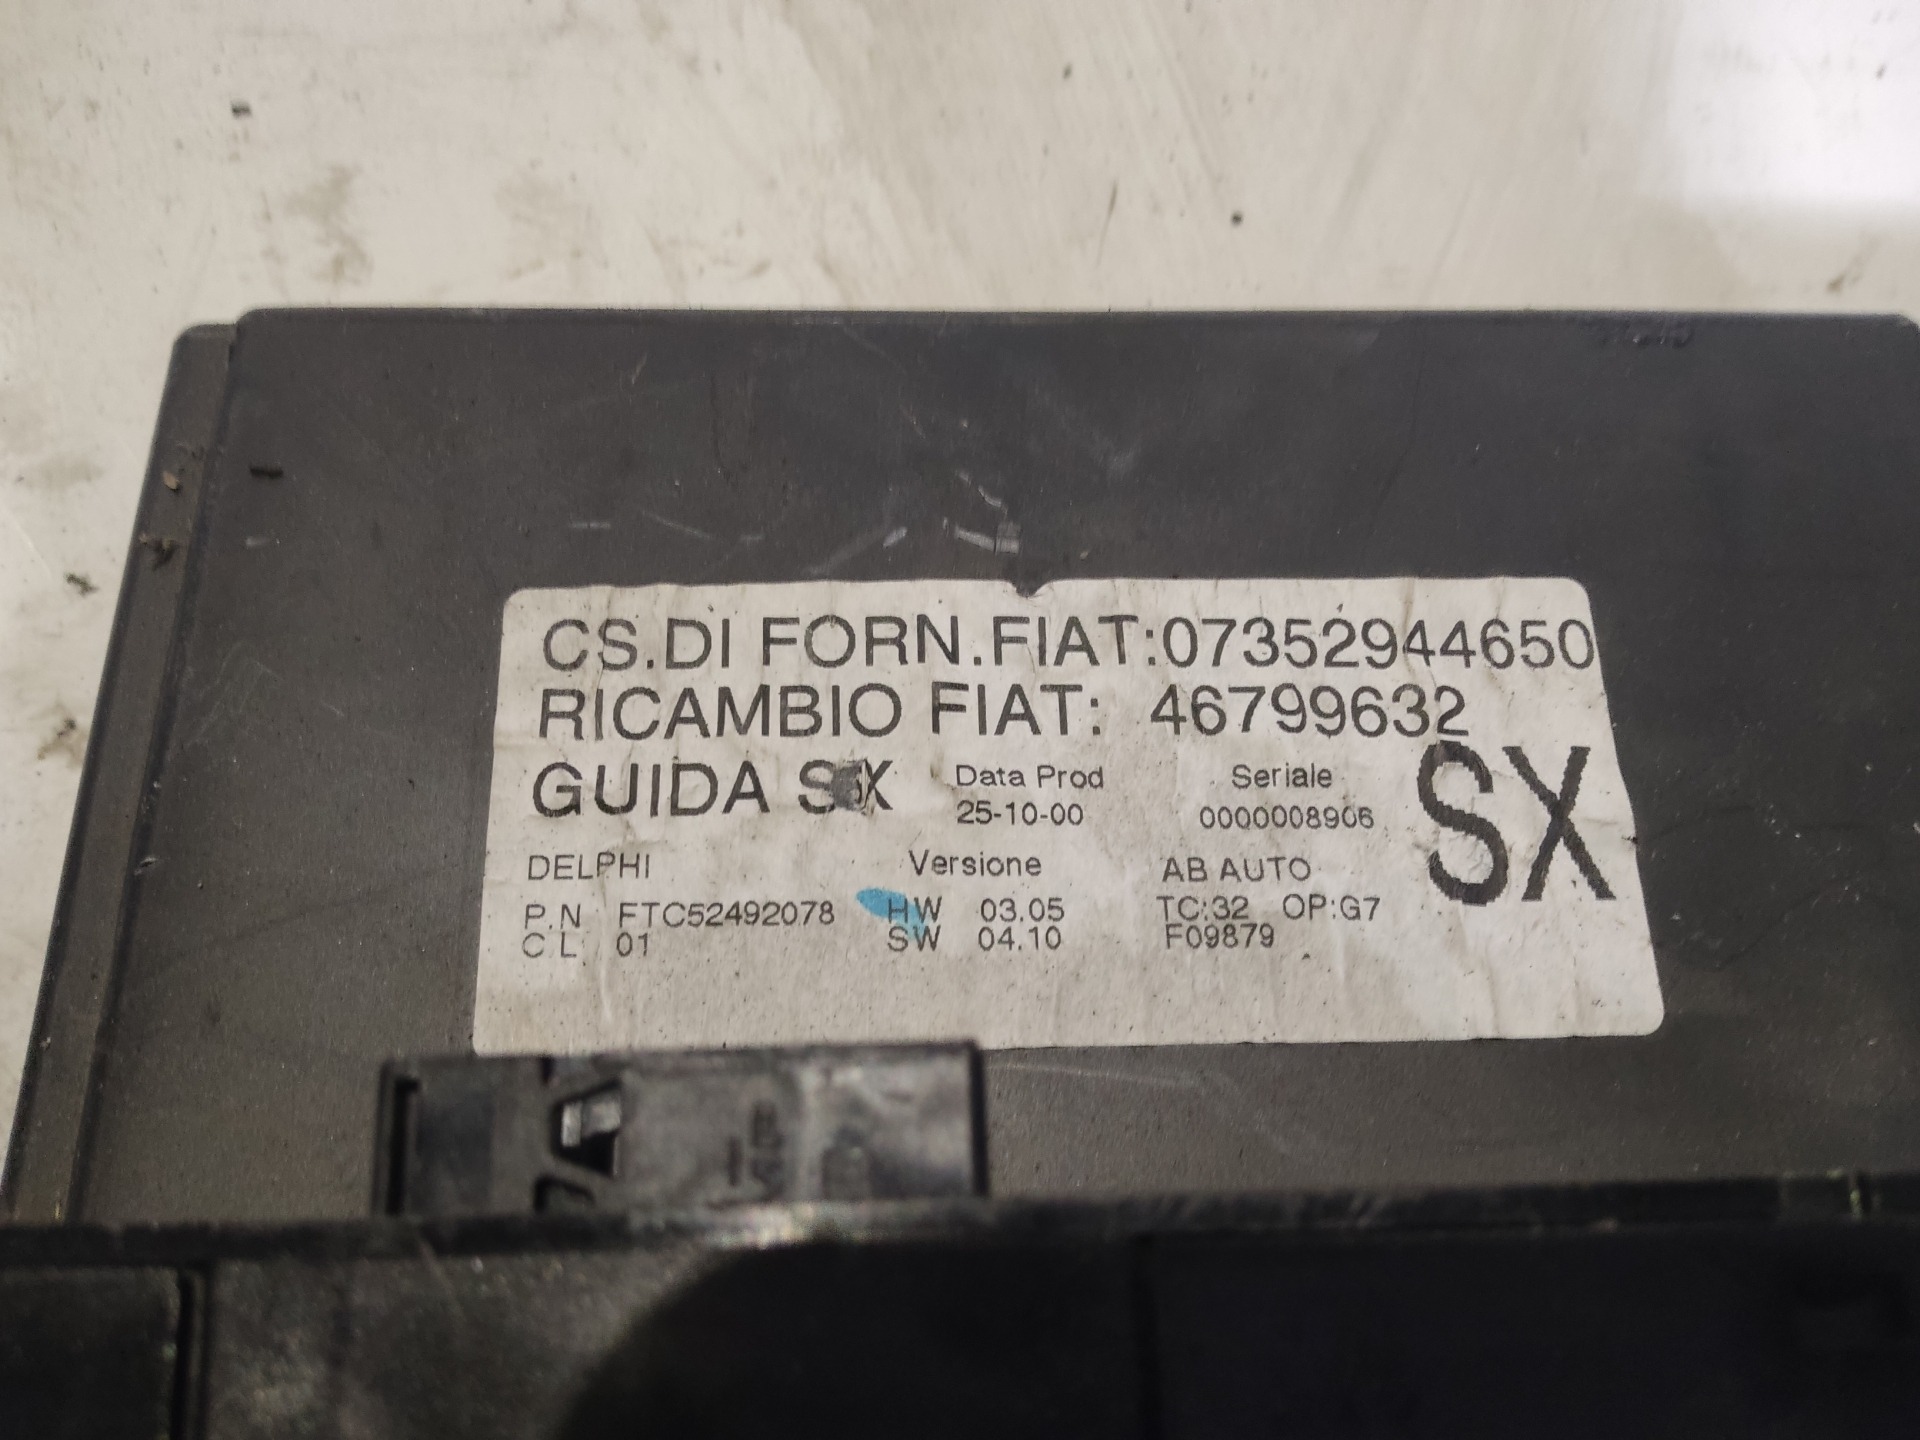 CS.DI FORN.FIAT:07352944650
RICAMBIO FIAT: 46799632
GUIDA SX Data Prod Seriale SX
25-10-00 0000008906
DELPHI Versione AB AUTO
P.N FTC52492078 HW 03.05 TC:32 OP:G7
C.L 01 SW 04.10 F09879